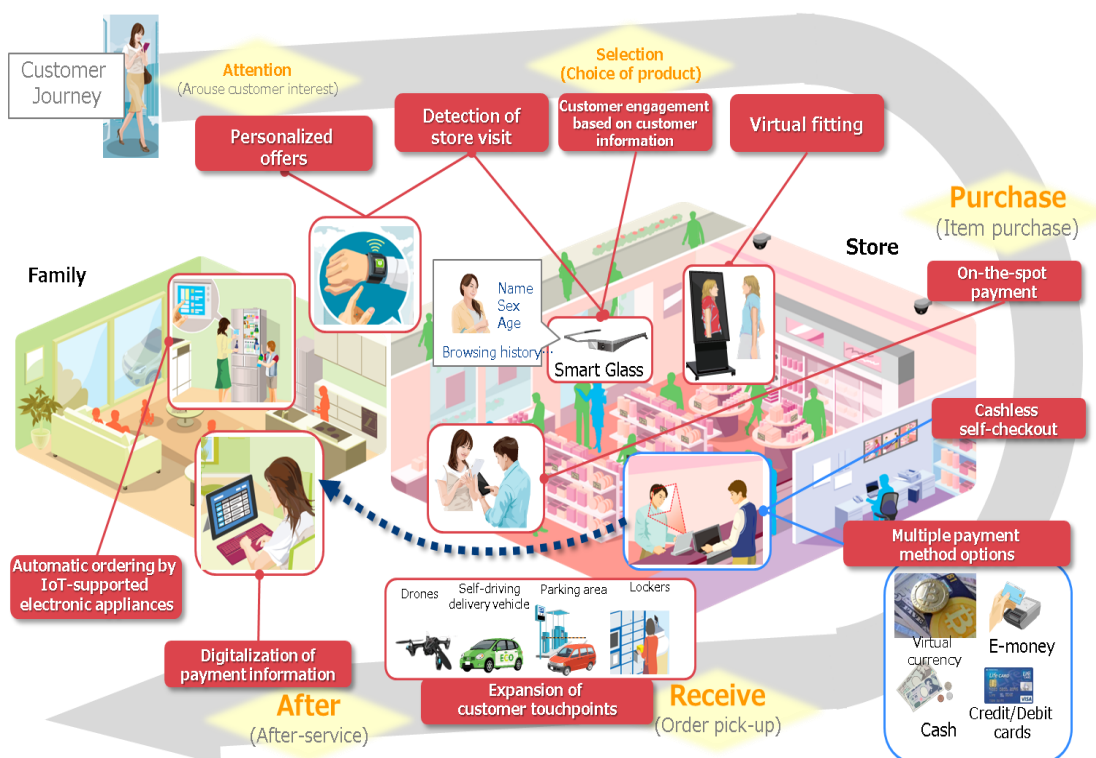 Customer
Journey
Attention
(Arouse customer interest)
Selection
(Choice of product)
Personalized
offers
Detection of
store visit
Customer engagement
based on customer
information
Virtual fitting
Purchase
(Item purchase)
Family
Store
On-the-spot
payment
Name
Sex
Age
Browsing history…
Smart Glass
Cashless
self-checkout
Multiple payment
method options
Automatic ordering by
IoT-supported
electronic appliances
Digitalization of
payment information
Drones
Self-driving
delivery vehicle
Parking area
Lockers
ECO
Expansion of
customer touchpoints
Virtual
currency
E-money
Cash
Credit/Debit
cards
VISA
Receive
(Order pick-up)
After
(After-service)